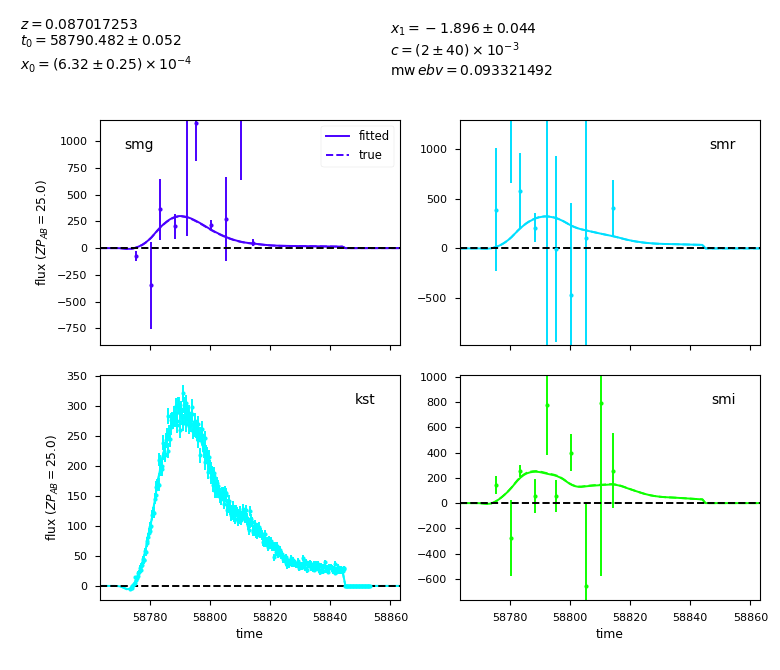 z = 0.087017253
t₀ = 58790.482 ± 0.052
x₀ = (6.32 ± 0.25) × 10⁻⁴
x₁ = −1.896 ± 0.044
c = (2 ± 40) × 10⁻³
mw ebv = 0.093321492
smg
fitted
true
1000
750
500
250
0
−250
−500
−750
flux (ZP_AB = 25.0)
smr
1000
500
0
−500
kst
350
300
250
200
150
100
50
0
flux (ZP_AB = 25.0)
58780 58800 58820 58840 58860
time
smi
1000
800
600
400
200
0
−200
−400
−600
58780 58800 58820 58840 58860
time